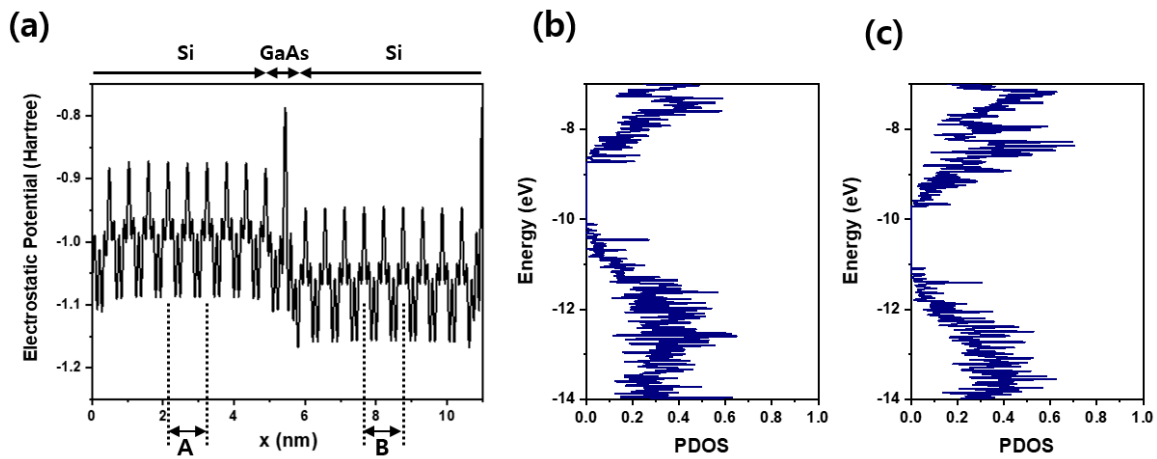 (a)
(b)
(c)
Si
GaAs
Si
Electrostatic Potential (Hartree)
-0.8
-0.9
-1.0
-1.1
-1.2
0
2
4
6
8
10
x (nm)
A
B
Energy (eV)
-8
-10
-12
-14
0.0
0.2
0.4
0.6
0.8
1.0
PDOS
Energy (eV)
-8
-10
-12
-14
0.0
0.2
0.4
0.6
0.8
1.0
PDOS